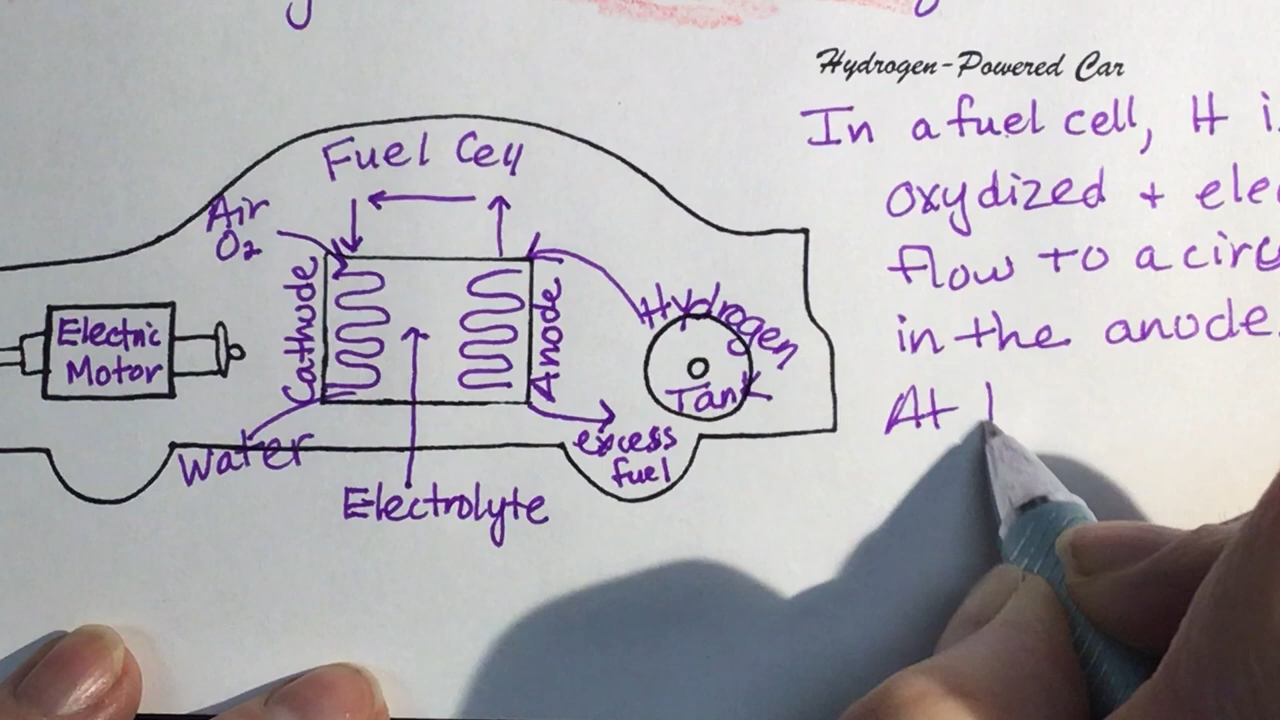 Hydrogen-Powered Car
In a fuel cell, H i
oxydized + ele
flow to a circ
in the anode.
At
Fuel Cell
Air
O₂
Cathode
Anode
Hydrogen
Tank
Electric
Motor
Water
excess
fuel
Electrolyte